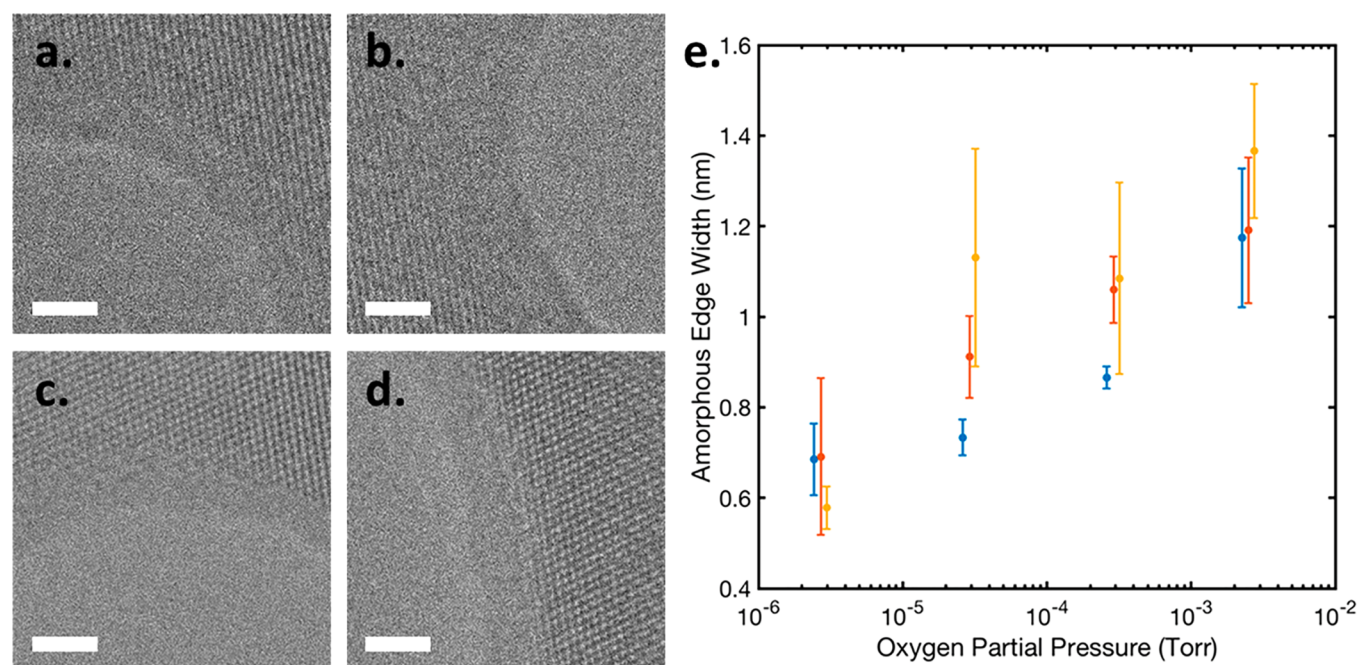 a.
b.
c.
d.
e.
1.6
1.4
1.2
1
0.8
0.6
0.4
Amorphous Edge Width (nm)
10-6
10-5
10-4
10-3
10-2
Oxygen Partial Pressure (Torr)